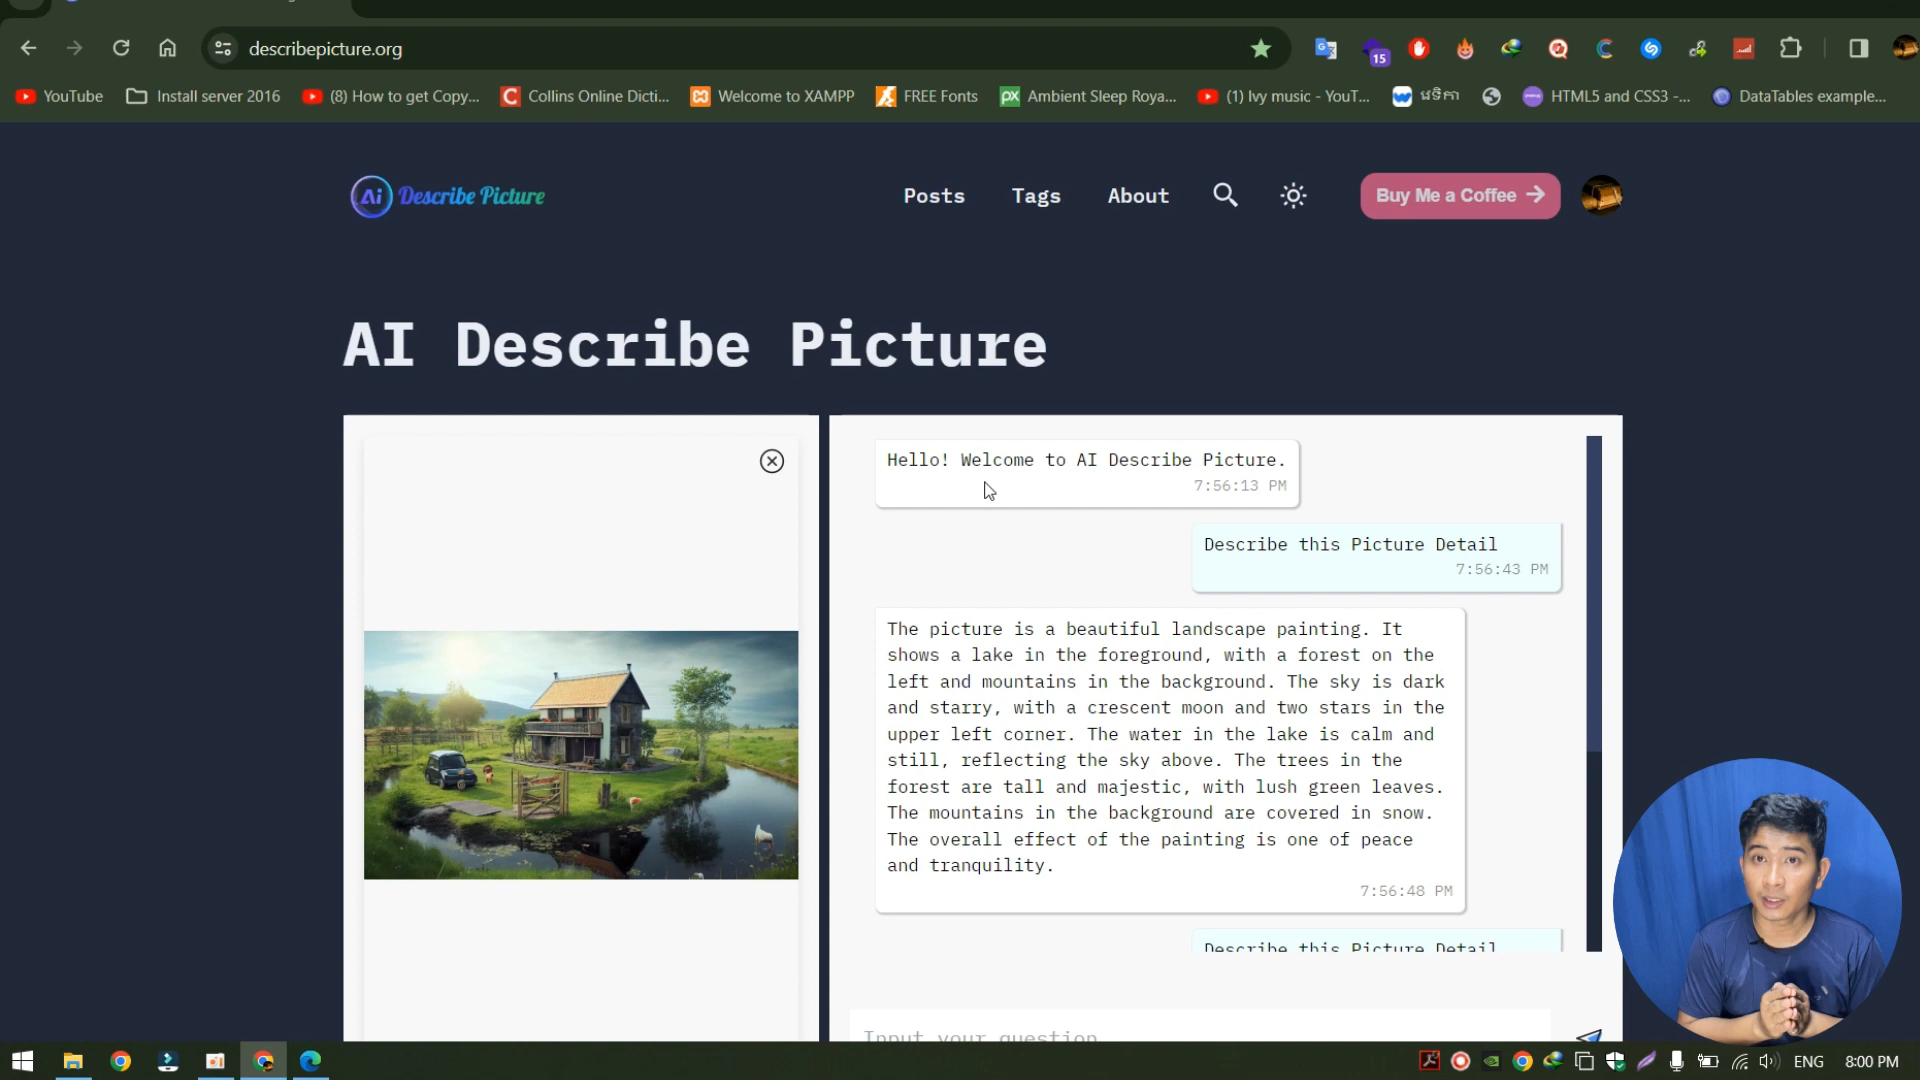 describepicture.org
15
YouTube
Install server 2016
(8) How to get Copy...
Collins Online Dicti...
Welcome to XAMPP
FREE Fonts
px
Ambient Sleep Roya...
(1) Ivy music - YouT...
វេទិកា
HTML5 and CSS3 -...
DataTables example...
Ai Describe Picture
Posts
Tags
About
Buy Me a Coffee
AI Describe Picture
Hello! Welcome to AI Describe Picture.
7:56:13 PM
Describe this Picture Detail
7:56:43 PM
The picture is a beautiful landscape painting. It
shows a lake in the foreground, with a forest on the
left and mountains in the background. The sky is dark
and starry, with a crescent moon and two stars in the
upper left corner. The water in the lake is calm and
still, reflecting the sky above. The trees in the
forest are tall and majestic, with lush green leaves.
The mountains in the background are covered in snow.
The overall effect of the painting is one of peace
and tranquility.
7:56:48 PM
Describe this Picture Detail
Input your question
ENG
8:00 PM